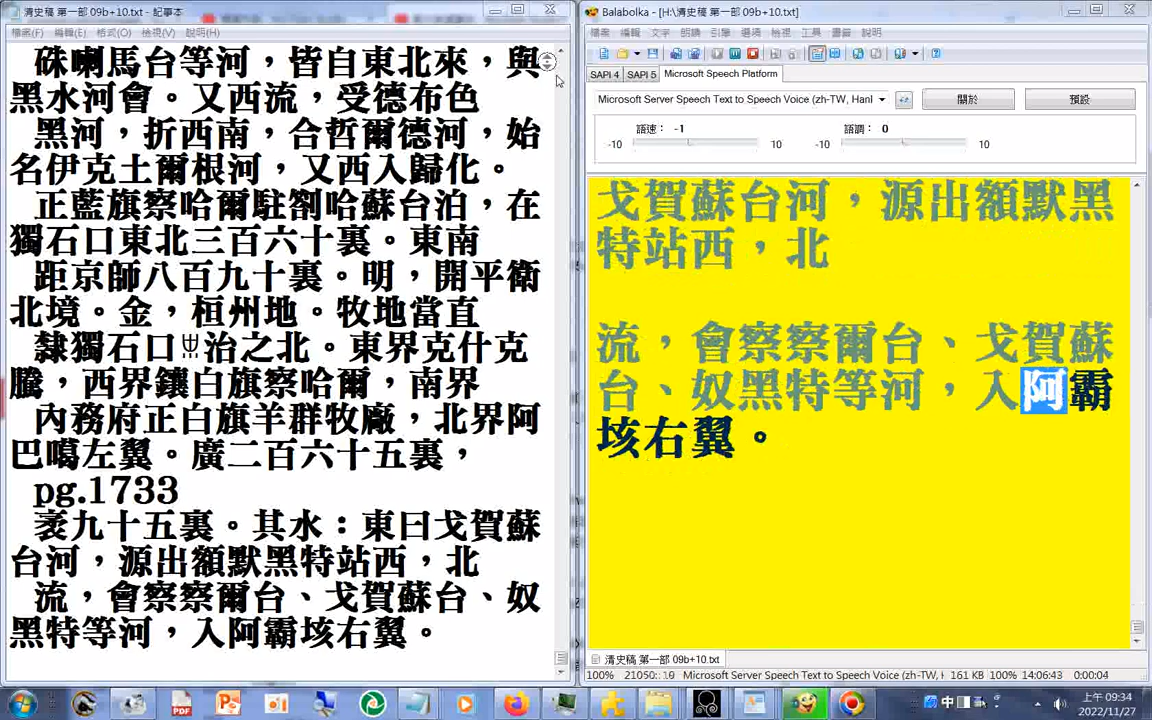 清史稿 第一部 09b+10.txt - 記事本
檔案(F) 編輯(E) 格式(O) 檢視(V) 說明(H)
硃喇馬台等河，皆自東北來，與
黑水河會。又西流，受德布色
黑河，折西南，合哲爾德河，始
名伊克土爾根河，又西入歸化。
正藍旗察哈爾駐劄哈蘇台泊，在
獨石口東北三百六十裏。東南
距京師八百九十裏。明，開平衛
北境。金，桓州地。牧地當直
隸獨石口𡿺治之北。東界克什克
騰，西界鑲白旗察哈爾，南界
內務府正白旗羊群牧廠，北界阿
巴噶左翼。廣二百六十五裏，
pg.1733
袤九十五裏。其水：東曰戈賀蘇
台河，源出額默黑特站西，北
流，會察察爾台、戈賀蘇台、奴
黑特等河，入阿霸垓右翼。
Balabolka - [H:\清史稿 第一部 09b+10.txt]
檔案 編輯 文字 朗讀 引擎 選項 檢視 工具 書籤 說明
SAPI 4 SAPI 5 Microsoft Speech Platform
Microsoft Server Speech Text to Speech Voice (zh-TW, HanH
關於 預設
語速： -1 語調： 0
-10 10 -10 10
戈賀蘇台河，源出額默黑
特站西，北
流，會察察爾台、戈賀蘇
台、奴黑特等河，入阿霸
垓右翼。
清史稿 第一部 09b+10.txt
100% 21050::10 Microsoft Server Speech Text to Speech Voice (zh-TW, H 161 KB 100% 14:06:43 0:00:04
中
上午 09:34
2022/11/27